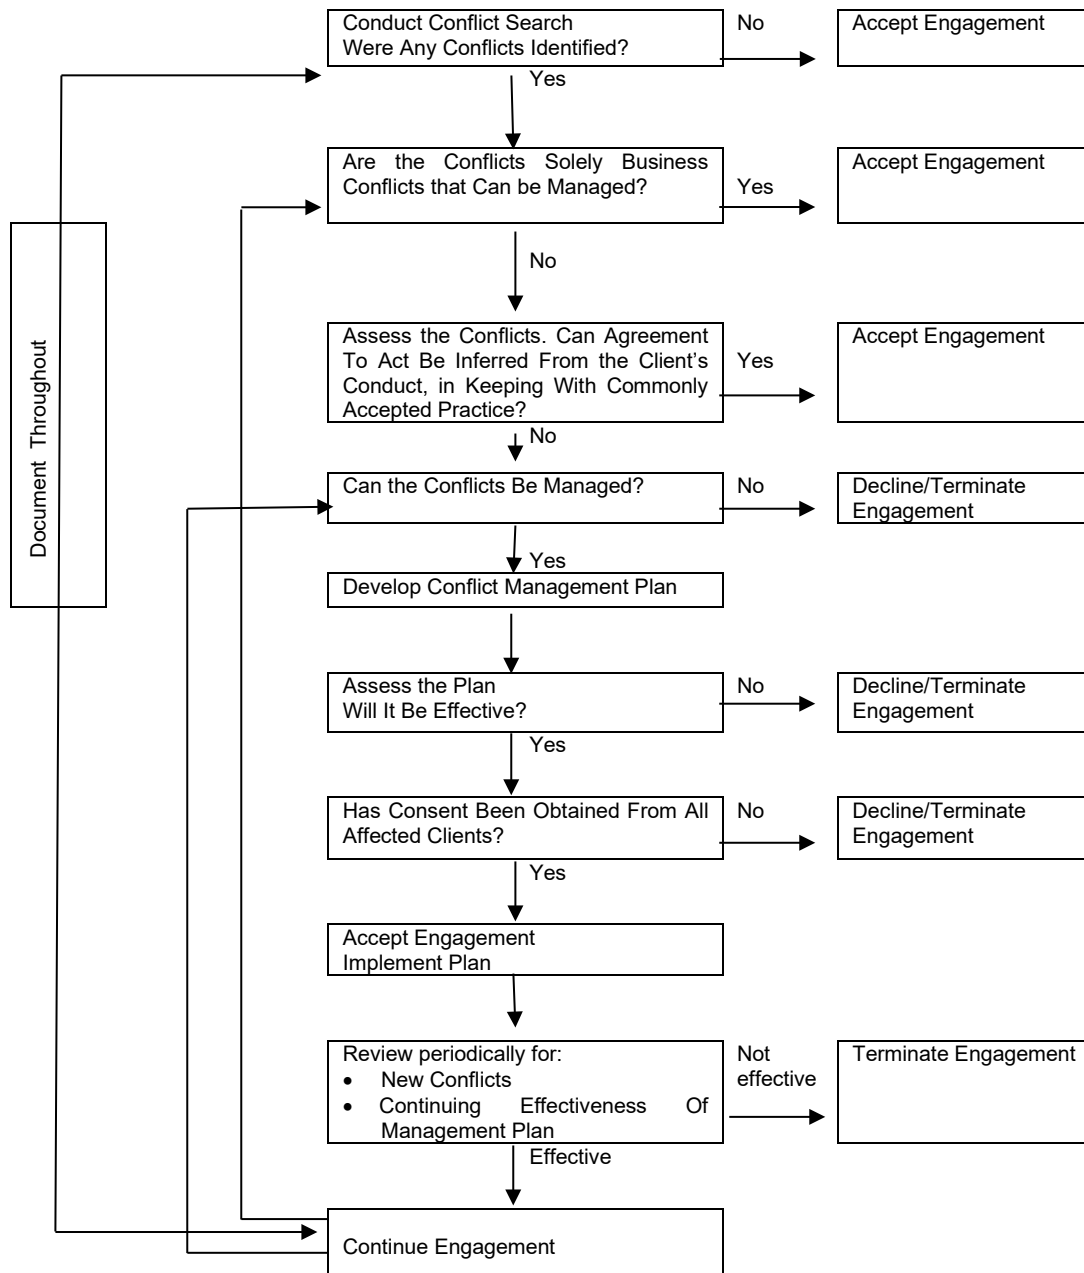 Conduct Conflict Search
Were Any Conflicts Identified?
No
Accept Engagement
Yes
Are the Conflicts Solely Business
Conflicts that Can be Managed?
Yes
Accept Engagement
No
Assess the Conflicts. Can Agreement
To Act Be Inferred From the Client's
Conduct, in Keeping With Commonly
Accepted Practice?
Yes
Accept Engagement
Document Throughout
No
Can the Conflicts Be Managed?
No
Decline/Terminate
Engagement
Yes
Develop Conflict Management Plan
Assess the Plan
Will It Be Effective?
No
Decline/Terminate
Engagement
Yes
Has Consent Been Obtained From All
Affected Clients?
No
Decline/Terminate
Engagement
Yes
Accept Engagement
Implement Plan
Review periodically for:
• New Conflicts
• Continuing Effectiveness Of
Management Plan
Not
effective
Terminate Engagement
Effective
Continue Engagement